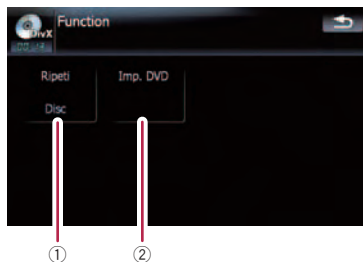 Function
DivX
Ripeti
Imp. DVD
Disc
①
②